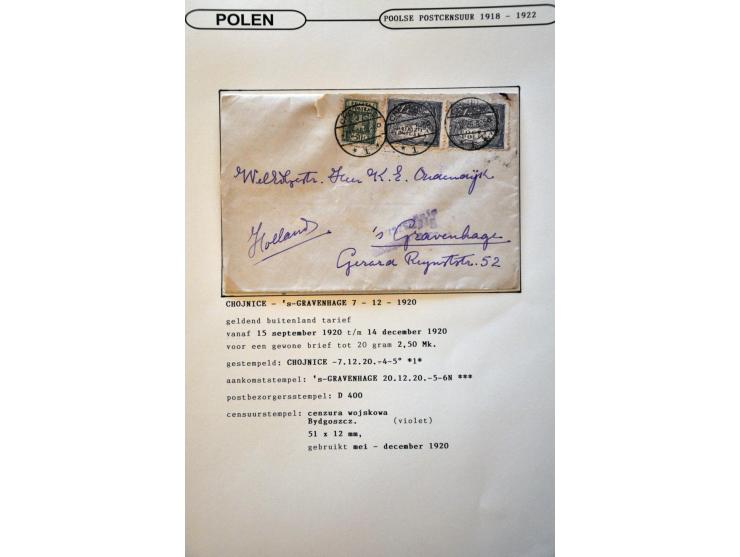 POLEN
POOLSE POSTCENSUUR 1918 - 1922
Heer K. E. Oudendijk
Holland
's Gravenhage
Gerard Reynststr. 52
CHOJNICE - 's-GRAVENHAGE 7 - 12 - 1920
geldend buitenland tarief
vanaf 15 september 1920 t/m 14 december 1920
voor een gewone brief tot 20 gram 2,50 Mk.
gestempeld: CHOJNICE -7.12.20.-4-5° *1*
aankomststempel: 's-GRAVENHAGE 20.12.20.-5-6N ***
postbezorgersstempel: D 400
censuurstempel: cenzura wojskowa
Bydgoszcz. (violet)
51 x 12 mm,
gebruikt mei - december 1920